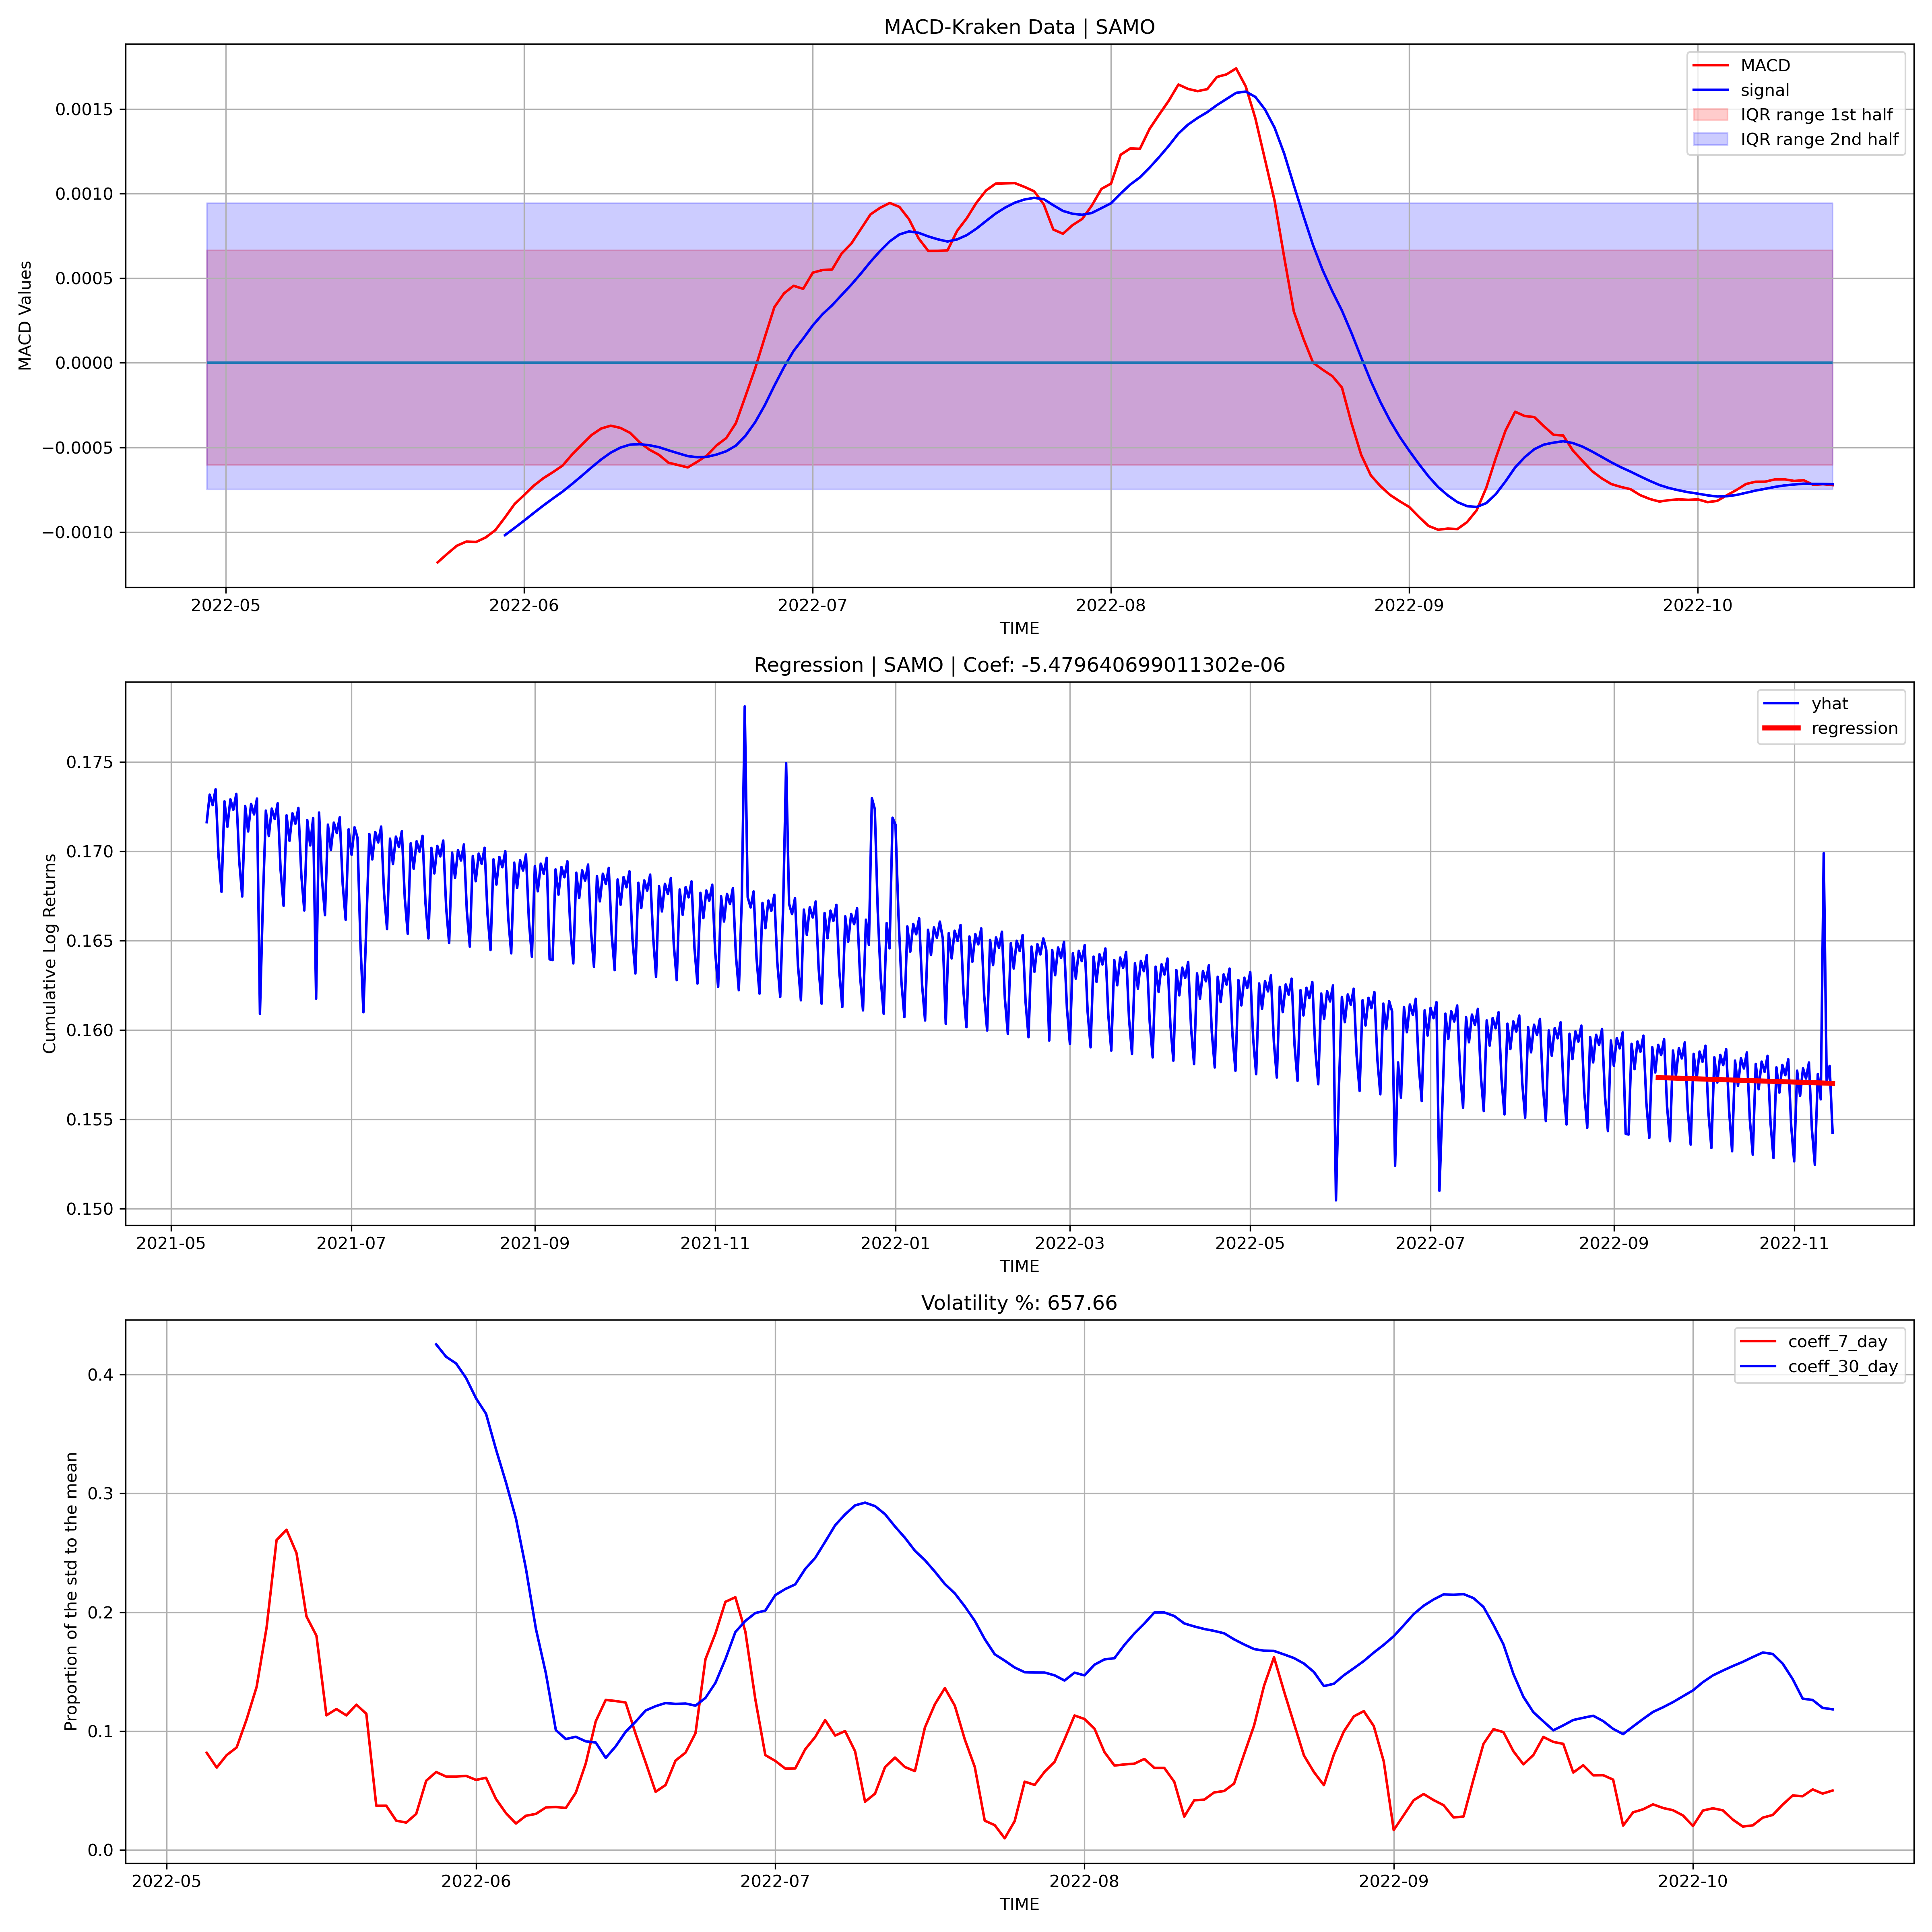 MACD-Kraken Data | SAMO
MACD
signal
IQR range 1st half
IQR range 2nd half
MACD Values
0.0015
0.0010
0.0005
0.0000
−0.0005
−0.0010
2022-05 2022-06 2022-07 2022-08 2022-09 2022-10
TIME
Regression | SAMO | Coef: -5.479640699011302e-06
yhat
regression
Cumulative Log Returns
0.175
0.170
0.165
0.160
0.155
0.150
2021-05 2021-07 2021-09 2021-11 2022-01 2022-03 2022-05 2022-07 2022-09 2022-11
TIME
Volatility %: 657.66
coeff_7_day
coeff_30_day
Proportion of the std to the mean
0.4
0.3
0.2
0.1
0.0
2022-05 2022-06 2022-07 2022-08 2022-09 2022-10
TIME